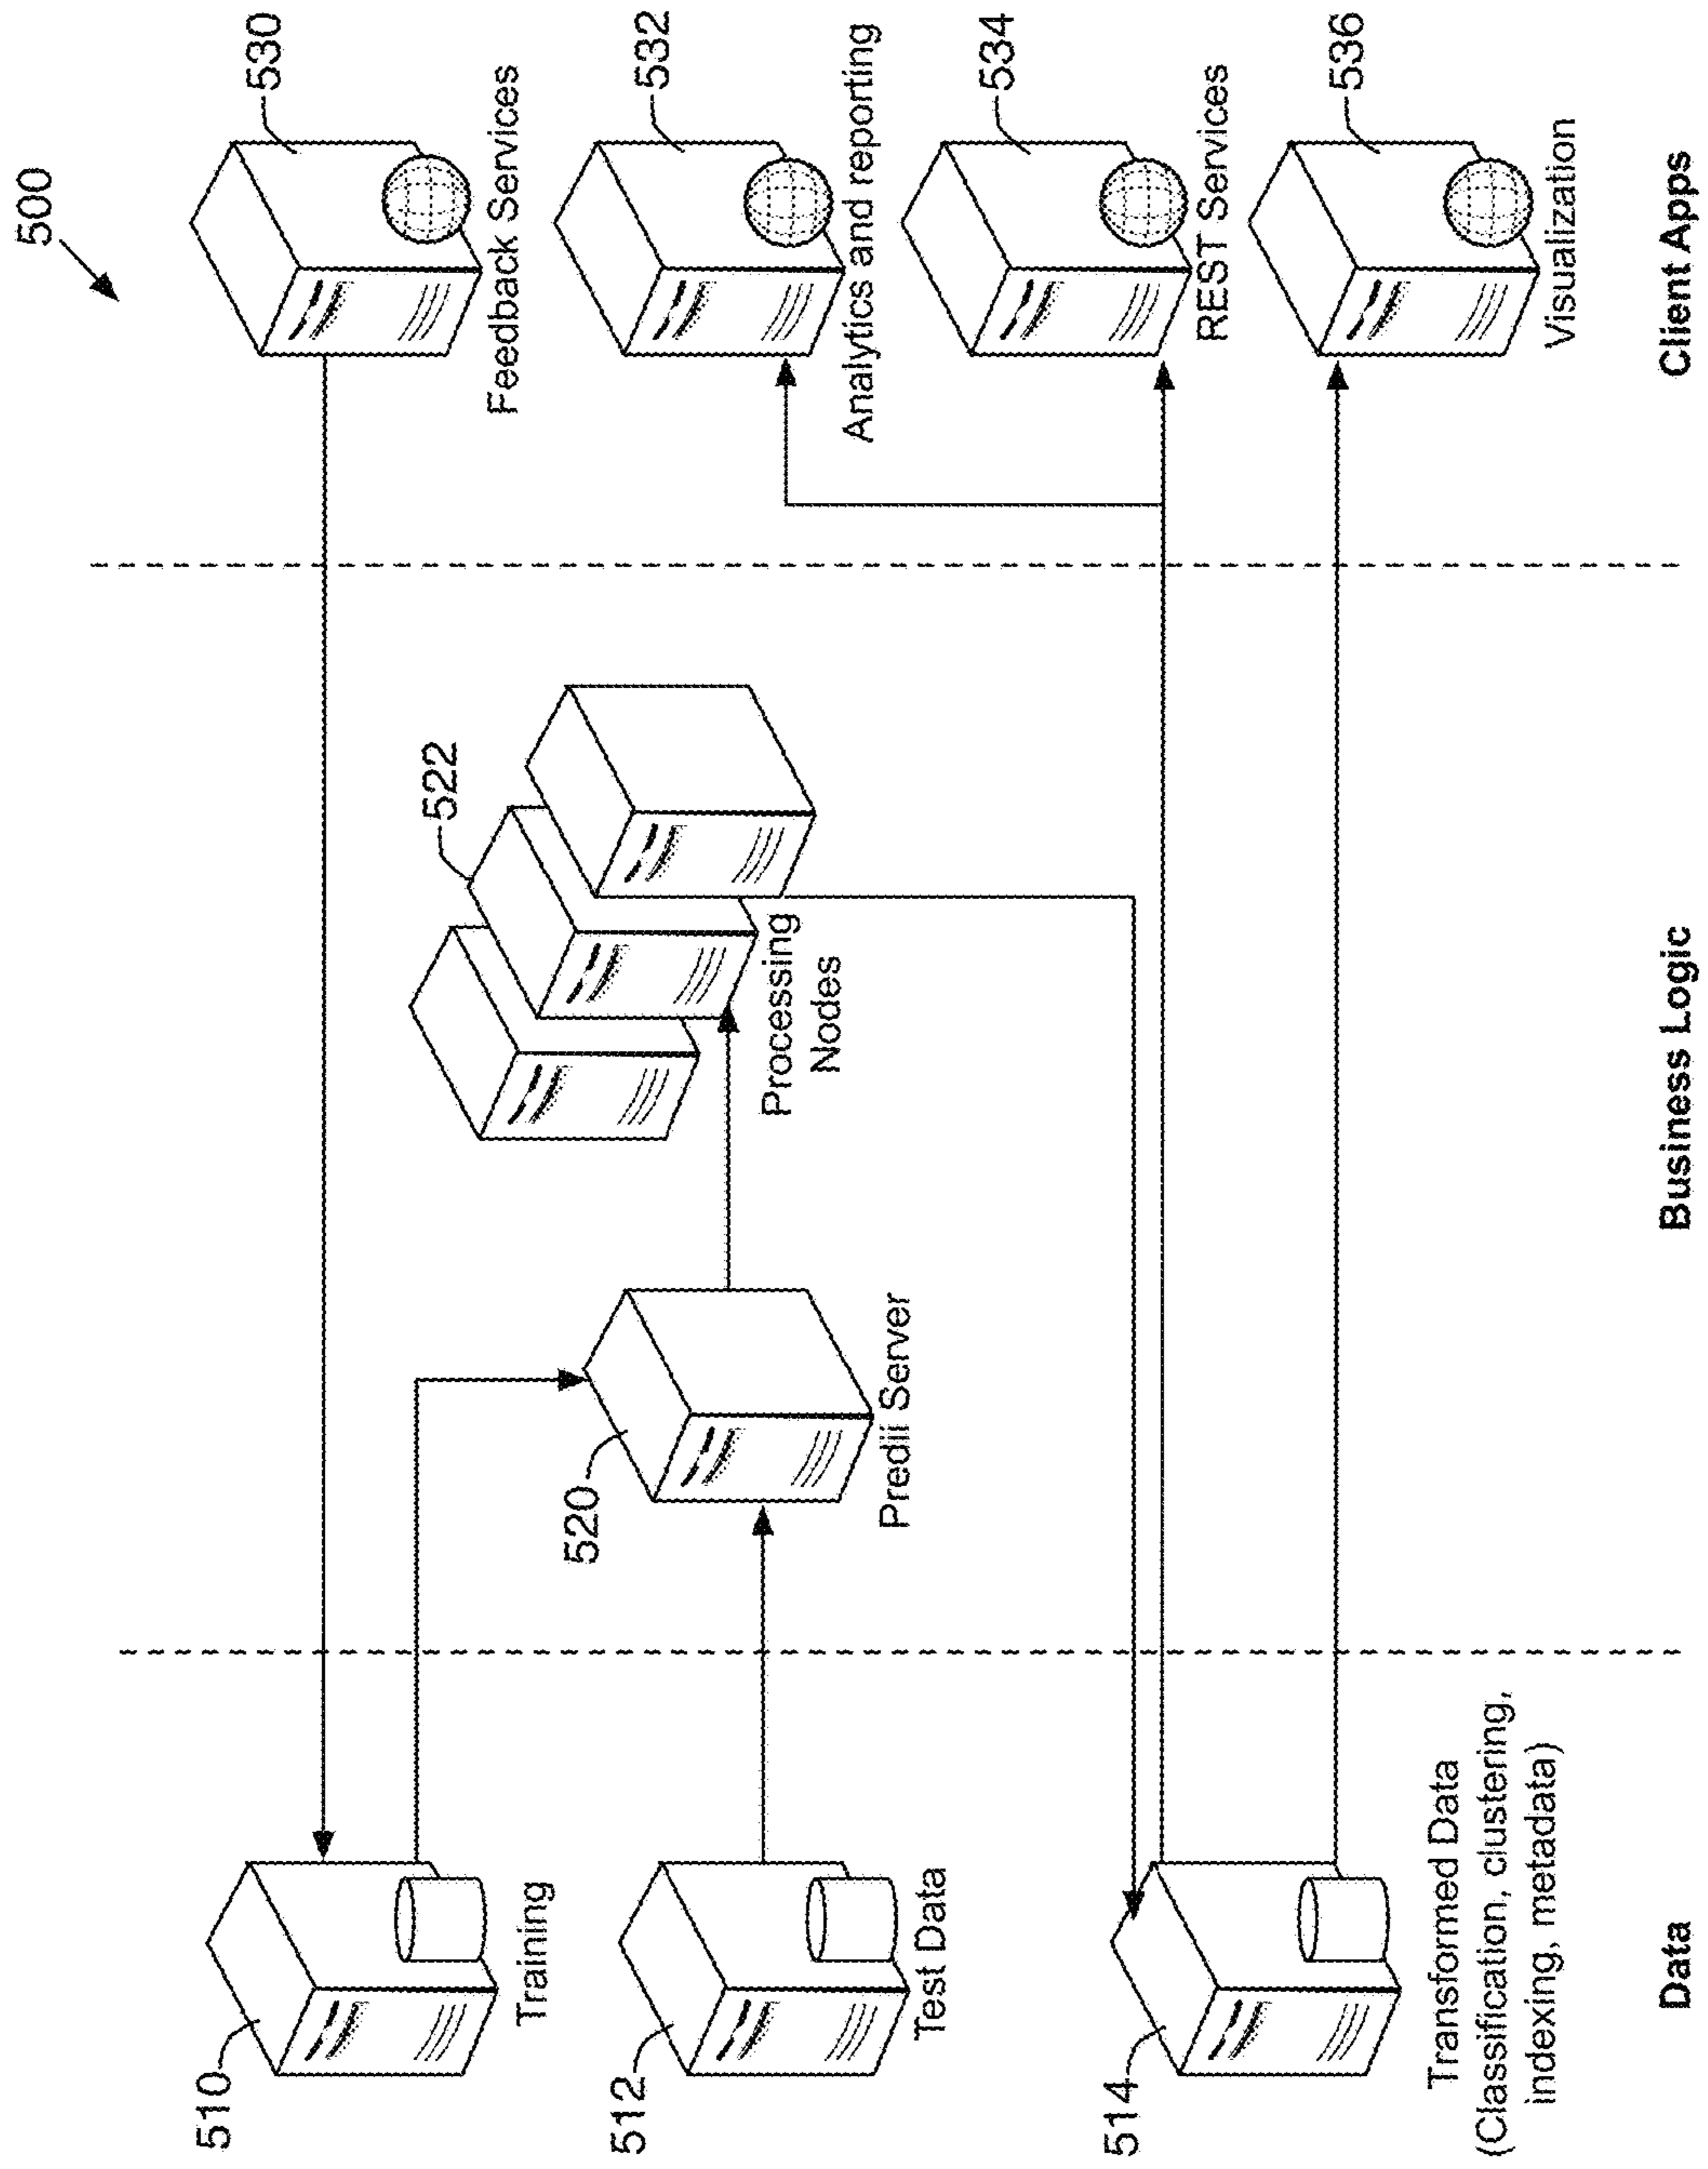 500
510
Training
512
Test Data
514
Transformed Data
(Classification, clustering,
indexing, metadata)
Data
520
Predii Server
522
Processing
Nodes
Business Logic
530
Feedback Services
532
Analytics and reporting
534
REST Services
536
Visualization
Client Apps